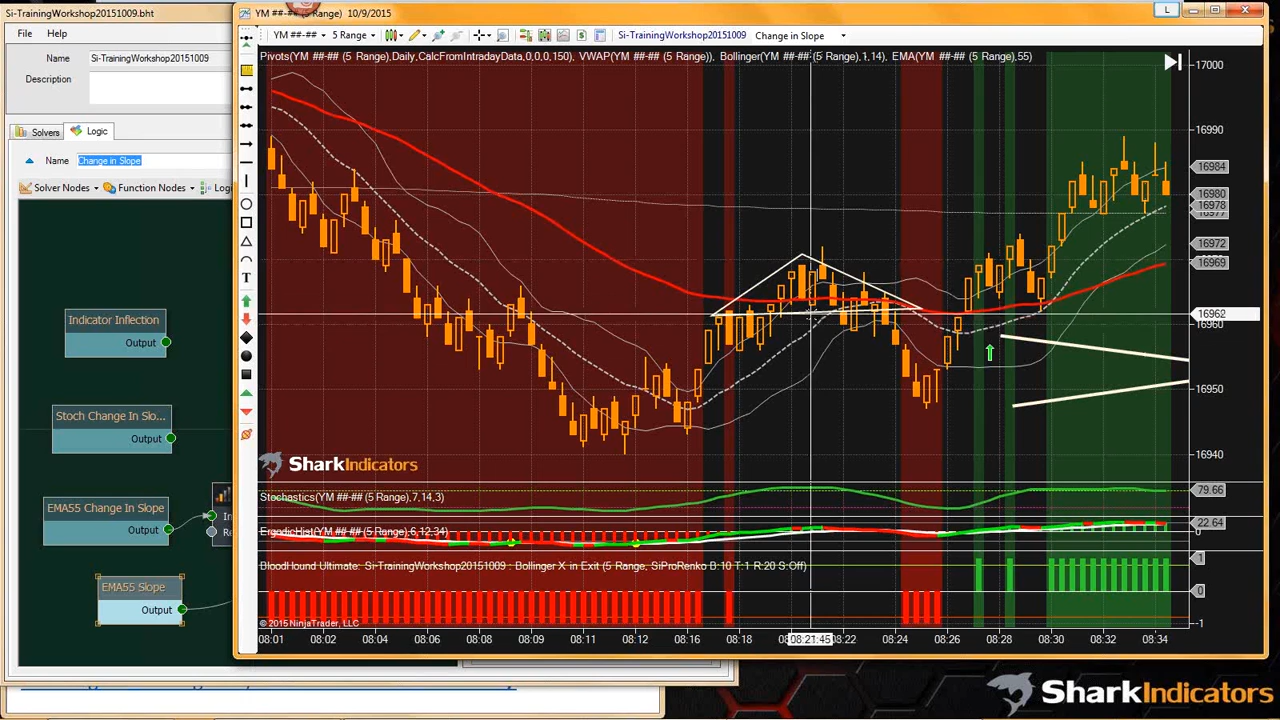 Si-TrainingWorkshop20151009.bht
File Help
Name Si-TrainingWorkshop20151009
Description
Solvers Logic
Name Change in Slope
Solver Nodes Function Nodes Logi
Indicator Inflection
Output
Stoch Change In Slo...
Output
EMA55 Change In Slope
Output
EMA55 Slope
Output
In
Re
YM ##-## (5 Range) 10/9/2015
L
YM ##-## 5 Range Si-TrainingWorkshop20151009 Change in Slope
Pivots(YM ##-## (5 Range),Daily,CalcFromIntradayData,0,0,0,150), VWAP(YM ##-## (5 Range)), Bollinger(YM ##-## (5 Range),1,14), EMA(YM ##-## (5 Range),55)
T
17000
16990
16984
16980
16978
16977
16972
16969
16962
16960
16950
16940
SharkIndicators
Stochastics(YM ##-## (5 Range),7,14,3)
79.66
ErgodicHist(YM ##-## (5 Range),6,12,34)
22.64
0
BloodHound Ultimate: Si-TrainingWorkshop20151009 : Bollinger X in Exit (5 Range, SiProRenko B:10 T:1 R:20 S:Off)
1
0
-1
© 2015 NinjaTrader, LLC
08:01 08:02 08:04 08:06 08:07 08:09 08:10 08:12 08:14 08:16 08:18 08:21:45 08:22 08:24 08:26 08:28 08:30 08:32 08:34
SharkIndicators